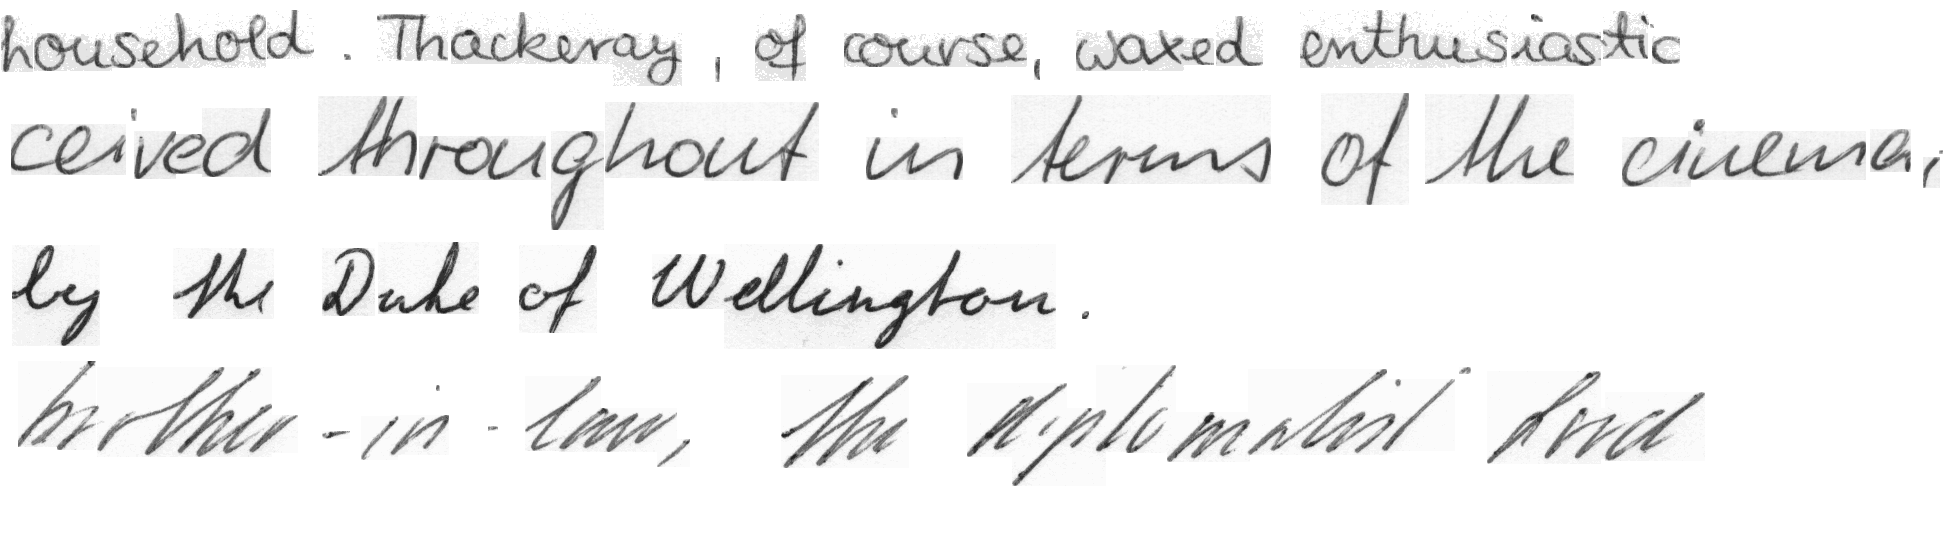 household. Thackeray, of course, waxed enthusiastic
ceived throughout in terms of the cinema,
by the Duke of Wellington.
brother-in-law, the diplomatist Lord